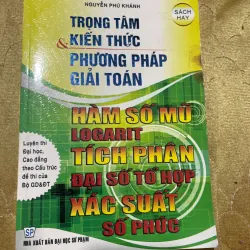 NGUYỄN PHÚ KHÁNH
SÁCH HAY
TRỌNG TÂM
& KIẾN THỨC
PHƯƠNG PHÁP
GIẢI TOÁN
HÀM SỐ MŨ
LOGARIT
TÍCH PHÂN
ĐẠI SỐ TỔ HỢP
XÁC SUẤT
SỐ PHỨC
Luyện thi
Đại học,
Cao đẳng
theo Cấu trúc
đề thi của
Bộ GD&ĐT
SP
NHÀ XUẤT BẢN ĐẠI HỌC SƯ PHẠM